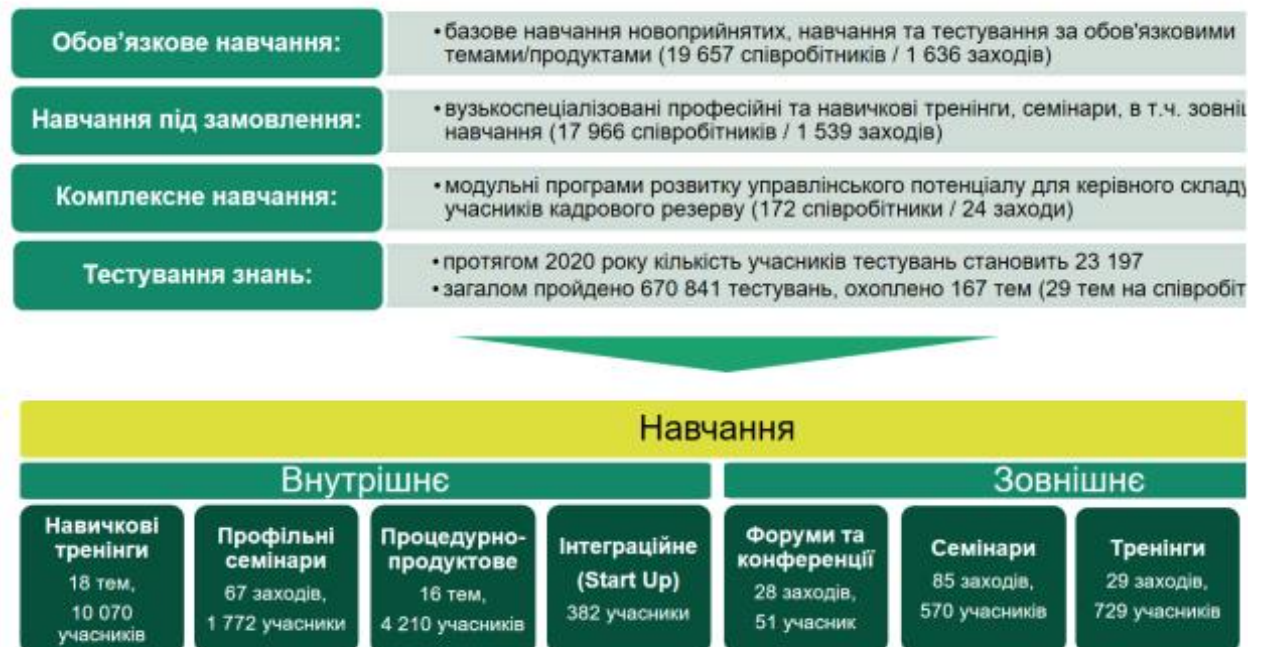 Обов’язкове навчання:
•базове навчання новоприйнятих, навчання та тестування за обов'язковими
темами/продуктами (19 657 співробітників / 1 636 заходів)
Навчання під замовлення:
•вузькоспеціалізовані професійні та навичкові тренінги, семінари, в т.ч.
навчання (17 966 співробітників / 1 539 заходів)
Комплексне навчання:
•модульні програми розвитку управлінського потенціалу для керівного складу
учасників кадрового резерву (172 співробітники / 24 заходи)
Тестування знань:
•протягом 2020 року кількість учасників тестувань становить 23 197
•загалом пройдено 670 841 тестувань, охоплено 167 тем (29 тем на
Навчання
Внутрішнє
Зовнішнє
Навичкові
тренінги
18 тем,
10 070
учасників
Профільні
семінари
67 заходів,
1 772 учасники
Процедурно-
продуктове
16 тем,
4 210 учасників
Інтеграційне
(Start Up)
382 учасники
Форуми та
конференції
28 заходів,
51 учасник
Семінари
85 заходів,
570 учасників
Тренінги
29 заходів,
729 учасників